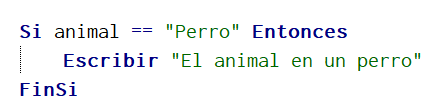 Si animal == "Perro" Entonces
Escribir "El animal en un perro"
FinSi